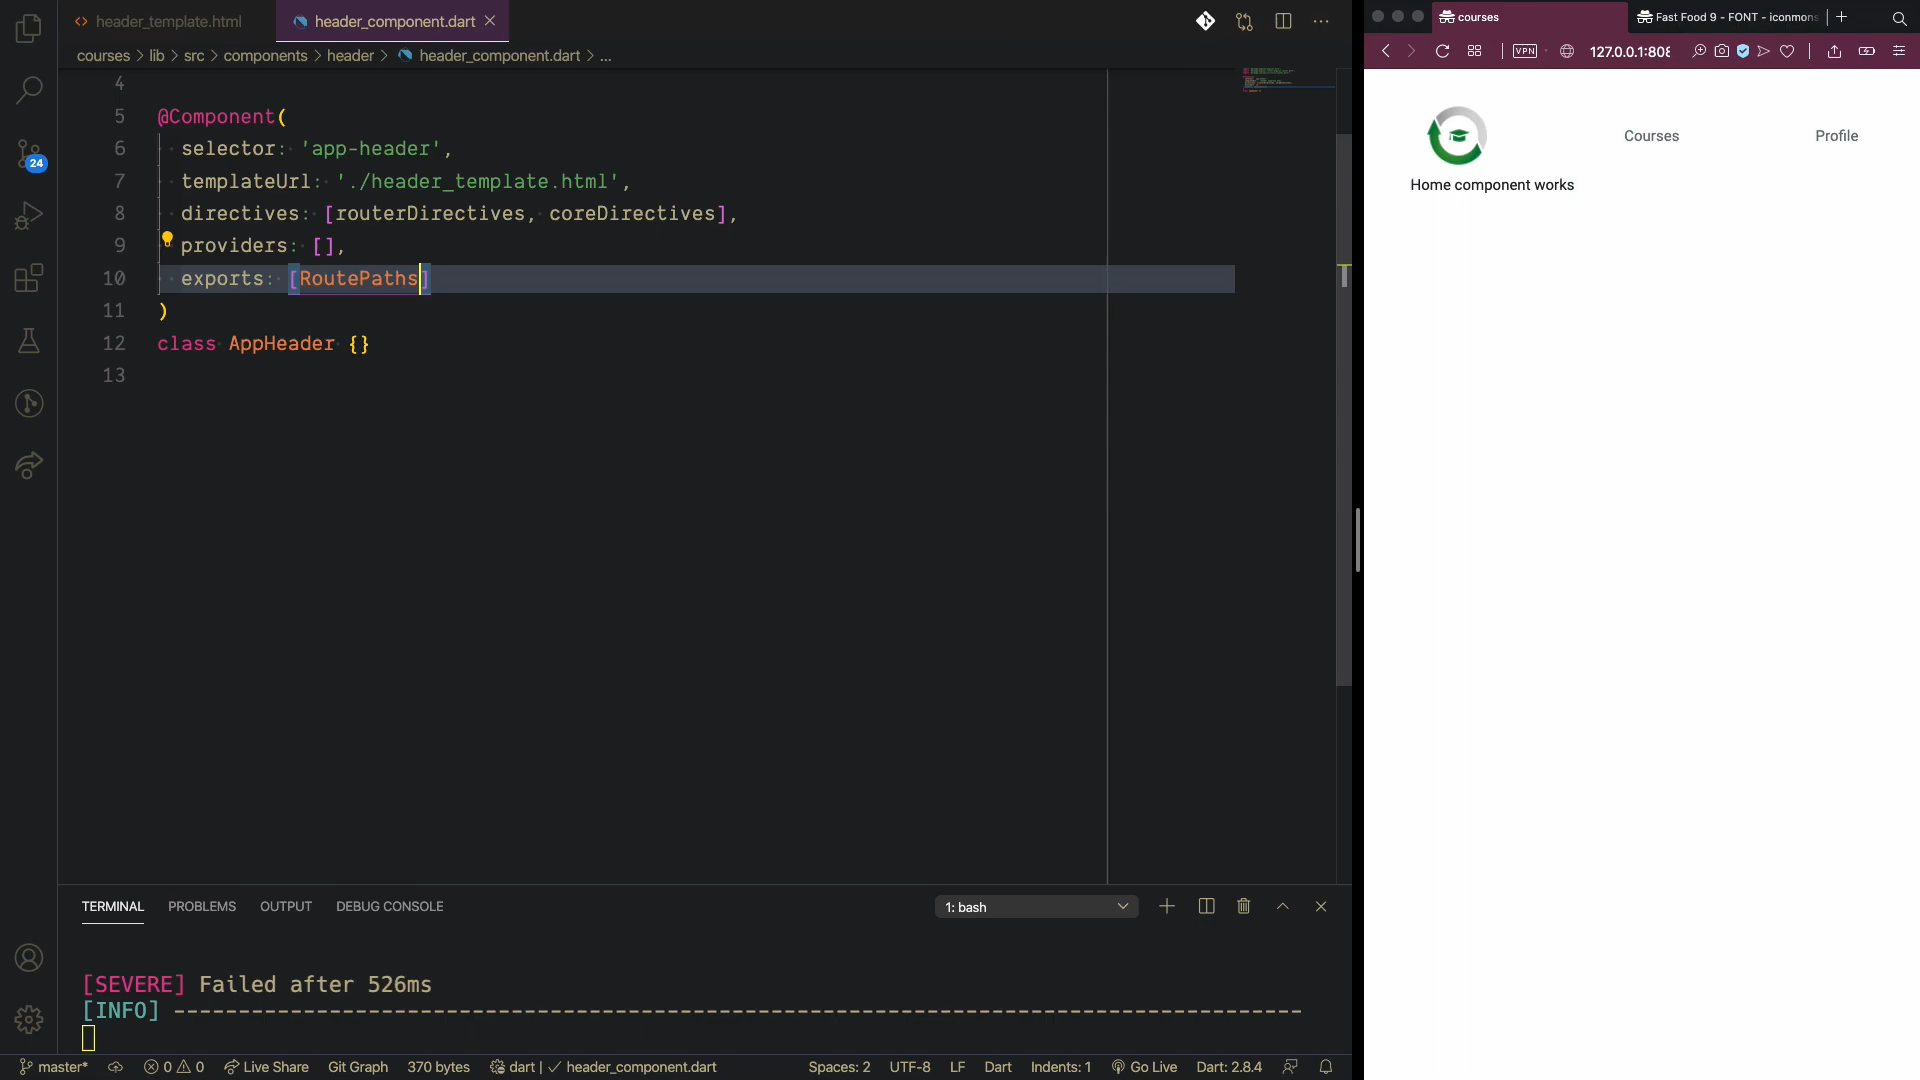 header_template.html
header_component.dart
courses > lib > src > components > header > header_component.dart > ...
4
5 @Component(
6 selector: 'app-header',
7 templateUrl: './header_template.html',
8 directives: [routerDirectives, coreDirectives],
9 providers: [],
10 exports: [RoutePaths]
11 )
12 class AppHeader {}
13
24
TERMINAL PROBLEMS OUTPUT DEBUG CONSOLE
1: bash
[SEVERE] Failed after 526ms
[INFO] --------------------------------------------------------------------------------------
master* 0 0 Live Share Git Graph 370 bytes dart | header_component.dart Spaces: 2 UTF-8 LF Dart Indents: 1 Go Live Dart: 2.8.4
courses
Fast Food 9 - FONT - iconmons
VPN
127.0.0.1:808
Courses
Profile
Home component works